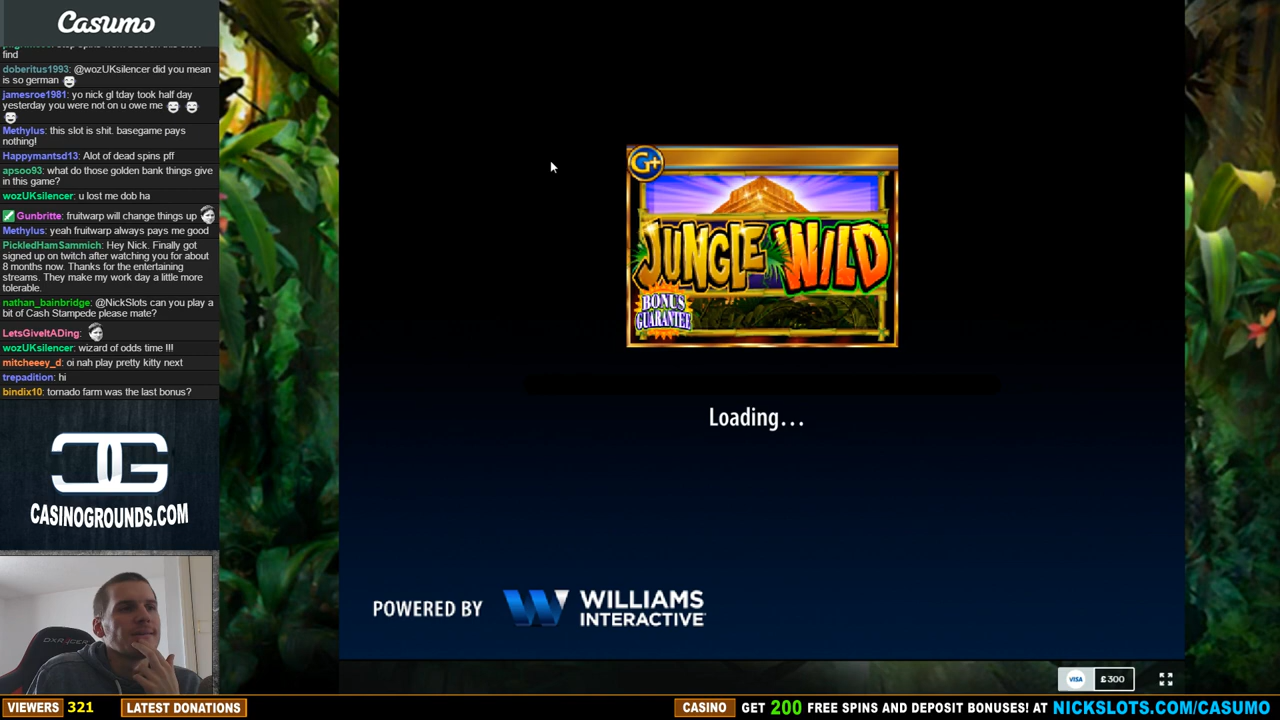 Casumo
find
doberitus1993: @wozUKsilencer did you mean
is so german
jamesroe1981: yo nick gl tday took half day
yesterday you were not on u owe me
Methylus: this slot is shit. basegame pays
nothing!
Happymantsd13: Alot of dead spins pff
apsoo93: what do those golden bank things give
in this game?
wozUKsilencer: u lost me dob ha
Gunbritte: fruitwarp will change things up
Methylus: yeah fruitwarp always pays me good
PickledHamSammich: Hey Nick. Finally got
signed up on twitch after watching you for about
8 months now. Thanks for the entertaining
streams. They make my work day a little more
tolerable.
nathan_bainbridge: @NickSlots can you play a
bit of Cash Stampede please mate?
LetsGiveItADing:
wozUKsilencer: wizard of odds time !!!
mitcheeey_d: oi nah play pretty kitty next
trepadition: hi
bindix10: tornado farm was the last bonus?
CG
CASINOGROUNDS.COM
DXRACER
G+
JUNGLE WILD
BONUS
GUARANTEE
Loading...
POWERED BY
W WILLIAMS
INTERACTIVE
VISA
£300
VIEWERS 321
LATEST DONATIONS
CASINO
GET 200 FREE SPINS AND DEPOSIT BONUSES! AT NICKSLOTS.COM/CASUMO